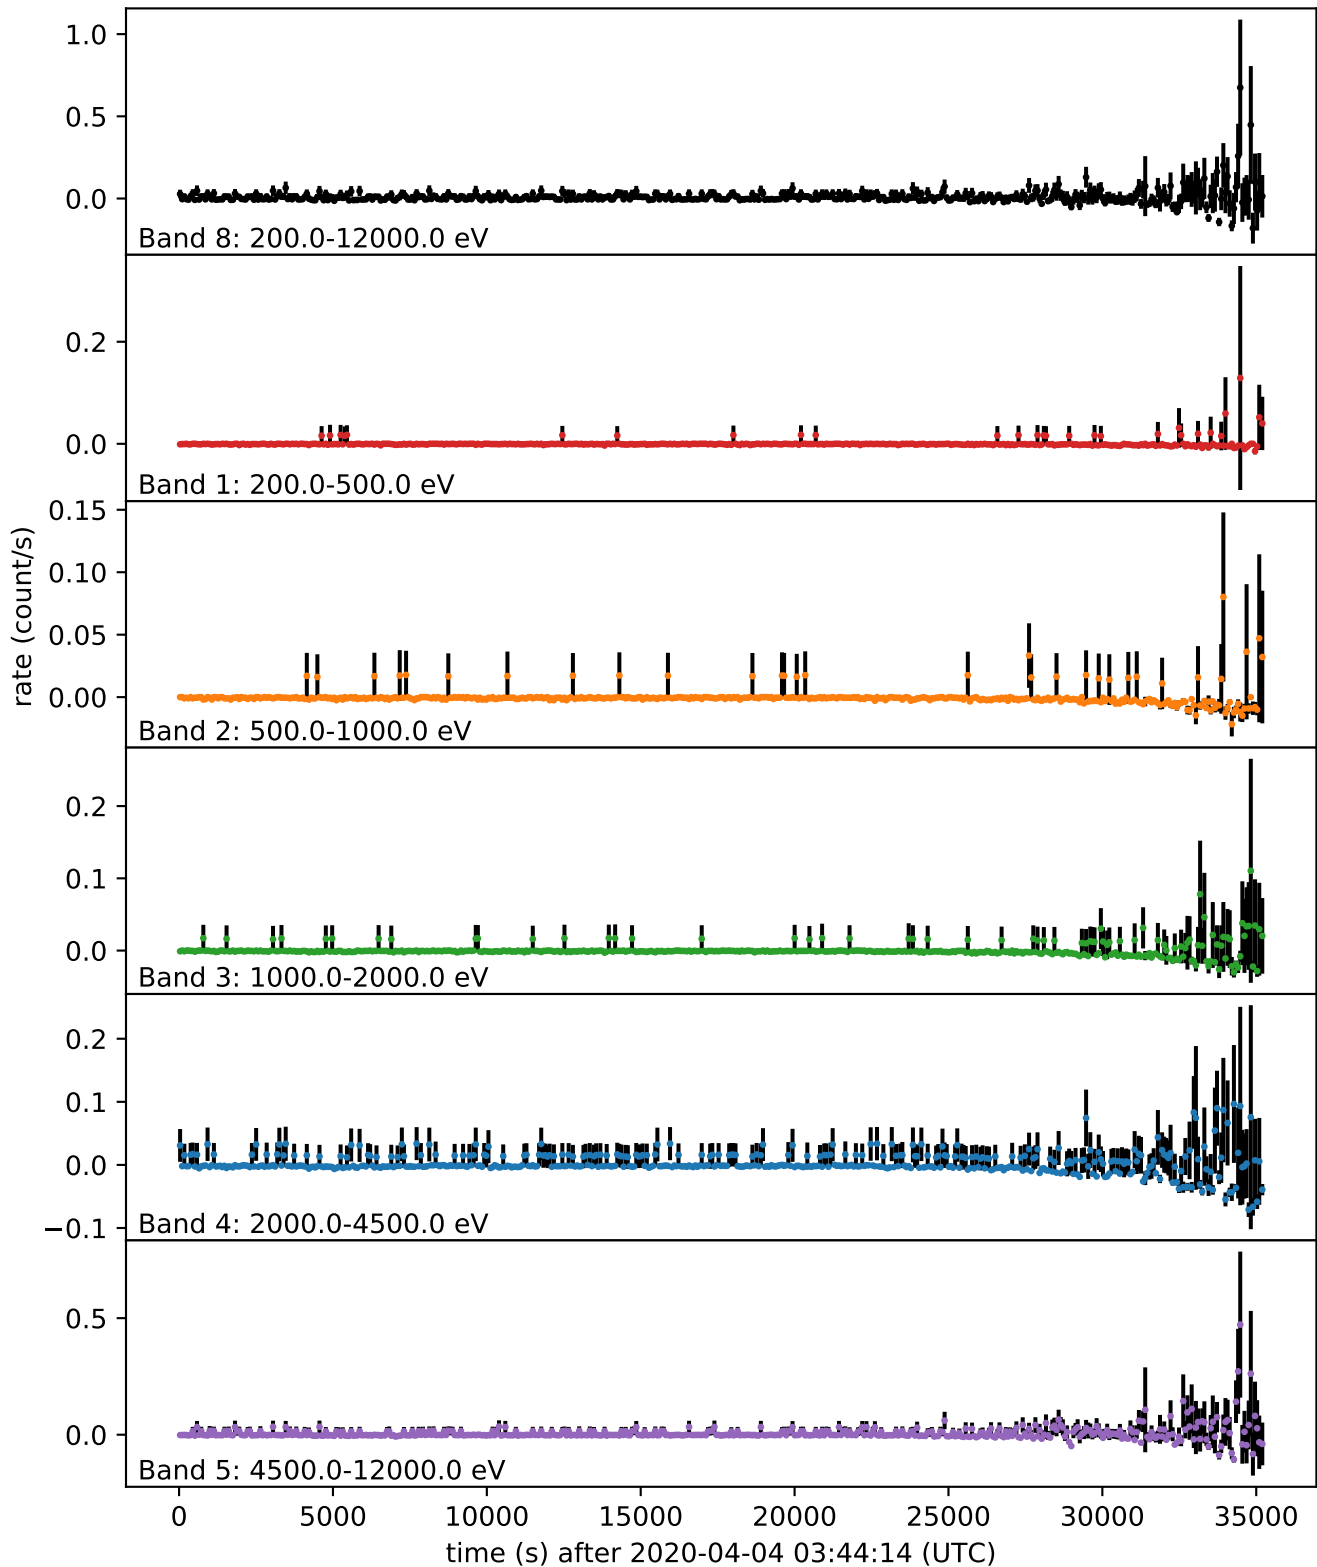 1.0
0.5
0.0
Band 8: 200.0-12000.0 eV
0.2
0.0
Band 1: 200.0-500.0 eV
rate (count/s)
0.15
0.10
0.05
0.00
Band 2: 500.0-1000.0 eV
0.2
0.1
0.0
Band 3: 1000.0-2000.0 eV
0.2
0.1
0.0
−0.1
Band 4: 2000.0-4500.0 eV
0.5
0.0
Band 5: 4500.0-12000.0 eV
0 5000 10000 15000 20000 25000 30000 35000
time (s) after 2020-04-04 03:44:14 (UTC)